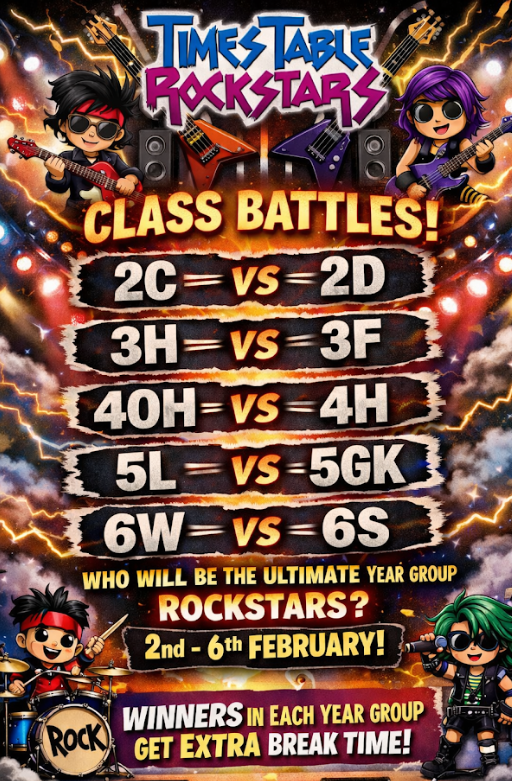 TIMES TABLE
ROCKSTARS
CLASS BATTLES!
2C VS 2D
3H VS 3F
4OH VS 4H
5L VS 5GK
6W VS 6S
WHO WILL BE THE ULTIMATE YEAR GROUP
ROCKSTARS?
2nd - 6th FEBRUARY!
ROCK
WINNERS IN EACH YEAR GROUP
GET EXTRA BREAK TIME!